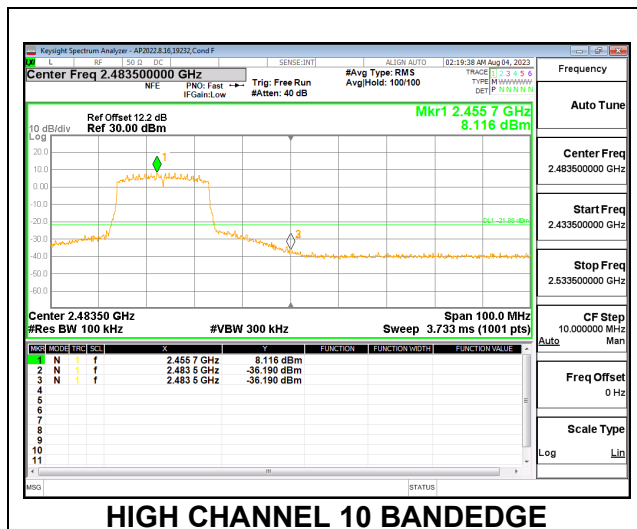 Keysight Spectrum Analyzer - AP2022.8.16,19232,Cond F
LXI L RF 50 Ω DC SENSE:INT ALIGN AUTO 02:19:38 AM Aug 04, 2023
Center Freq 2.483500000 GHz
NFE PNO: Fast IFGain:Low
Trig: Free Run
#Atten: 40 dB
#Avg Type: RMS
Avg|Hold: 100/100
TRACE 1 2 3 4 5 6
TYPE M WWWWW
DET P N N N N N
Frequency
Ref Offset 12.2 dB
10 dB/div Ref 30.00 dBm
Log
Mkr1 2.455 7 GHz
8.116 dBm
20.0
10.0
0.00
-10.0
-20.0
-30.0
-40.0
-50.0
-60.0
1
3
Center 2.48350 GHz Span 100.0 MHz
#Res BW 100 kHz #VBW 300 kHz Sweep 3.733 ms (1001 pts)
MKR MODE TRC SCL X Y FUNCTION FUNCTION WIDTH FUNCTION VALUE
1 N 1 f 2.455 7 GHz 8.116 dBm
2 N 1 f 2.483 5 GHz -36.190 dBm
3 N 1 f 2.483 5 GHz -36.190 dBm
4
5
6
7
8
9
10
11
MSG STATUS
Auto Tune
Center Freq
2.483500000 GHz
Start Freq
2.433500000 GHz
Stop Freq
2.533500000 GHz
CF Step
10.000000 MHz
Auto Man
Freq Offset
0 Hz
Scale Type
Log Lin
HIGH CHANNEL 10 BANDEDGE